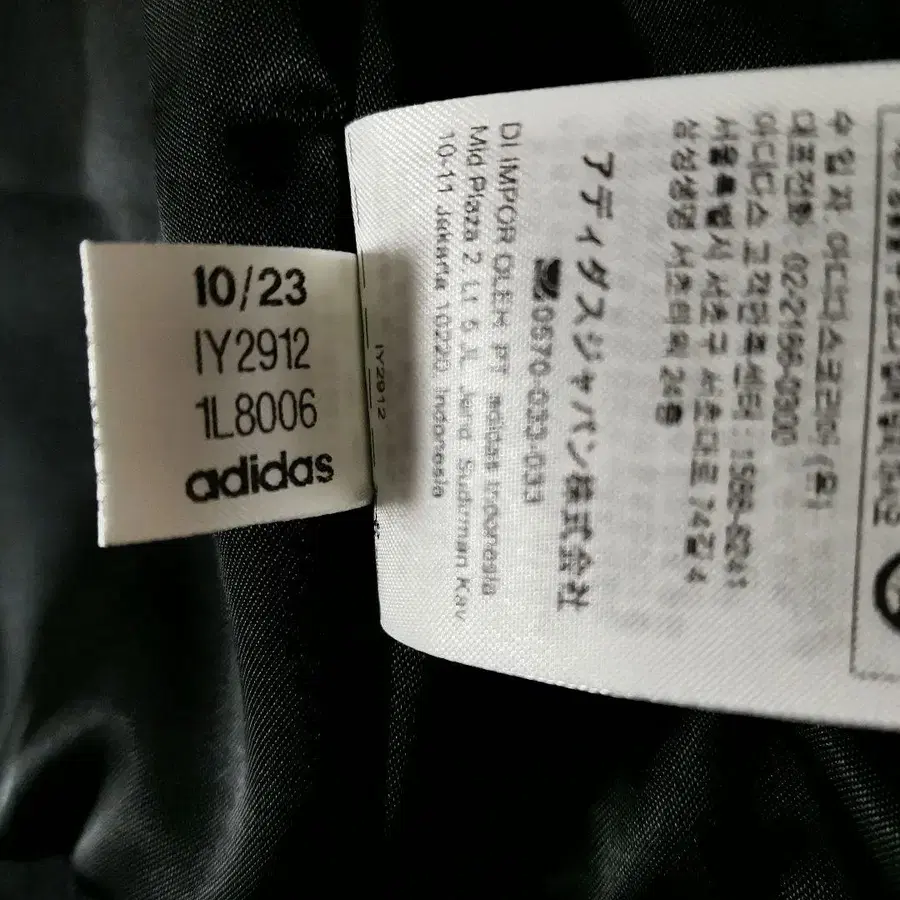 10/23
IY2912
1L8006
adidas
IY2912
수입자: 아디다스코리아(유)
대표전화: 02-2186-0300
아디다스 고객만족센터: 1588-8241
서울특별시 서초구 서초대로 74길 4
삼성생명 서초타워 24층
アディダスジャパン株式会社
0570-033-033
DI IMPOR OLEH: PT. adidas Indonesia
Mid Plaza 2, Lt 6 JL. Jend. Sudirman Kav
10-11 Jakarta 10220 Indonesia